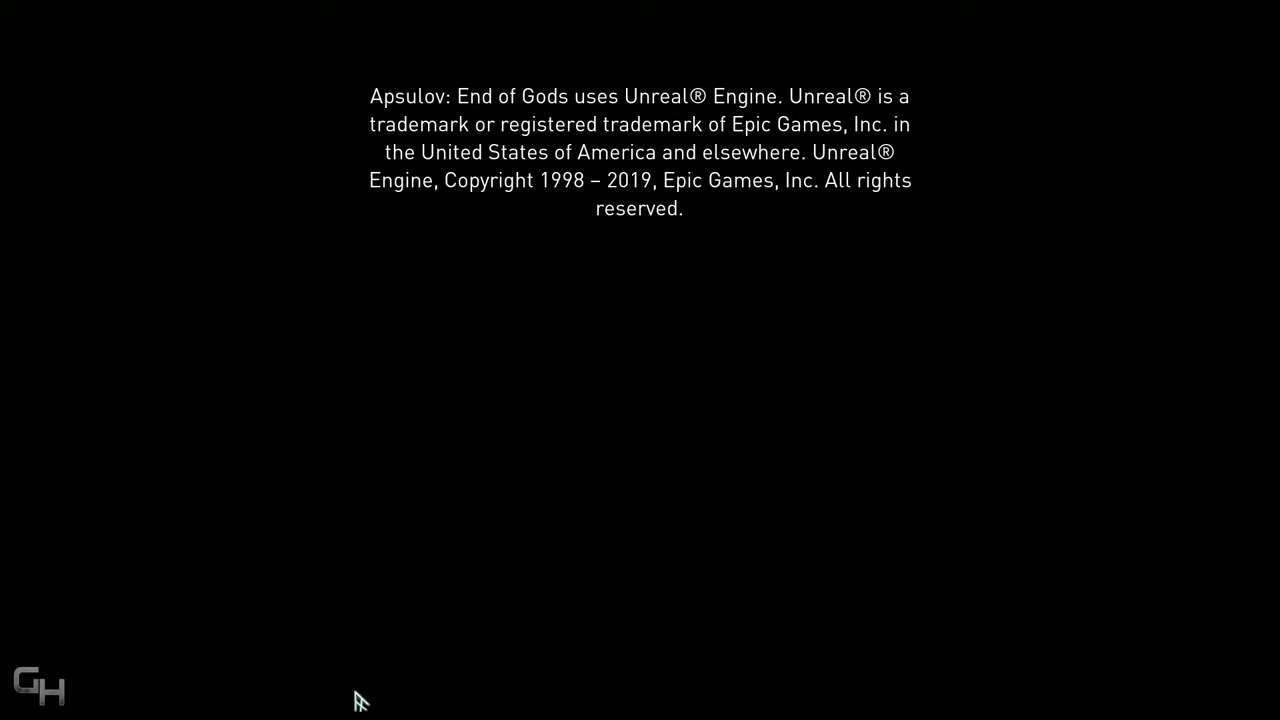 Apsulov: End of Gods uses Unreal® Engine. Unreal® is a
trademark or registered trademark of Epic Games, Inc. in
the United States of America and elsewhere. Unreal®
Engine, Copyright 1998 – 2019, Epic Games, Inc. All rights
reserved.
GH